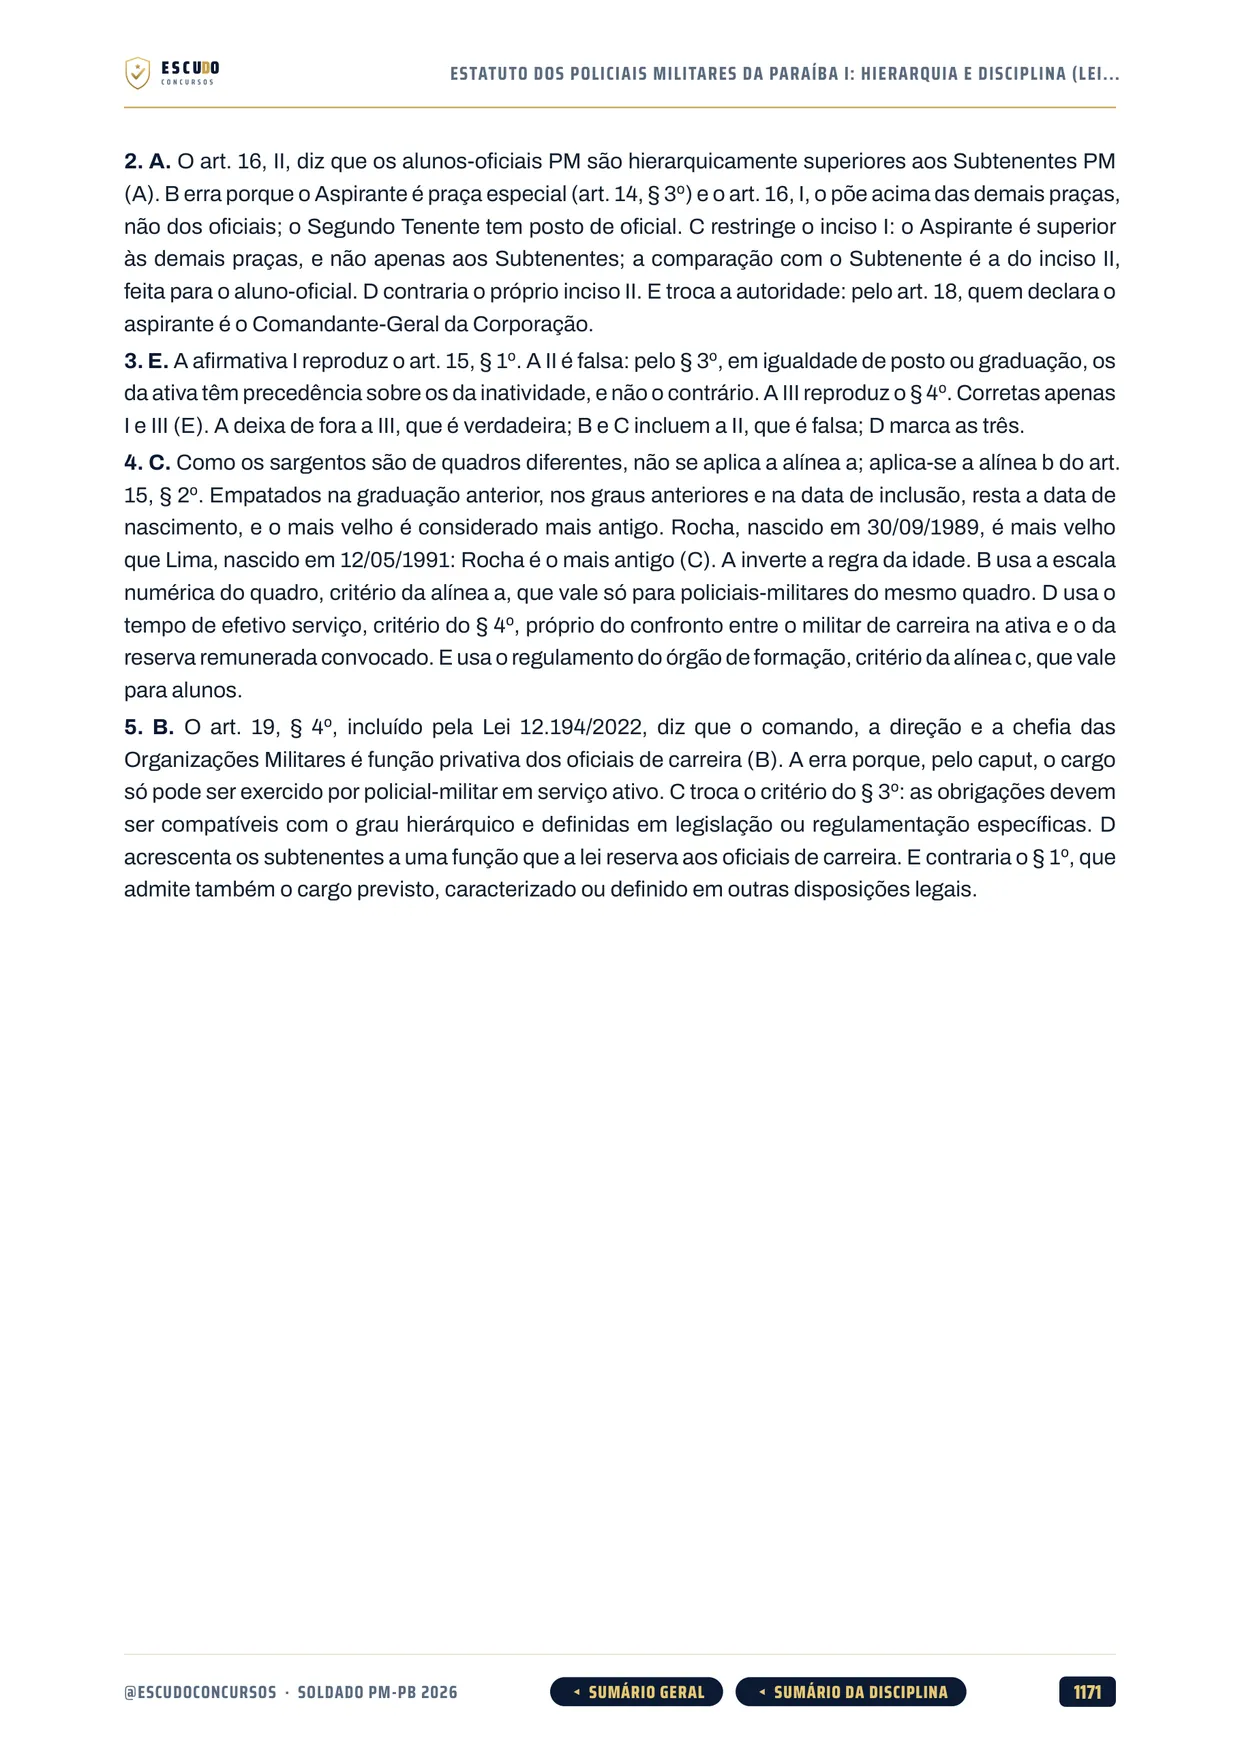 ESCUDO
CONCURSOS
ESTATUTO DOS POLICIAIS MILITARES DA PARAÍBA I: HIERARQUIA E DISCIPLINA (LEI...
2. A. O art. 16, II, diz que os alunos-oficiais PM são hierarquicamente superiores aos Subtenentes PM
(A). B erra porque o Aspirante é praça especial (art. 14, § 3º) e o art. 16, I, o põe acima das demais praças,
não dos oficiais; o Segundo Tenente tem posto de oficial. C restringe o inciso I: o Aspirante é superior
às demais praças, e não apenas aos Subtenentes; a comparação com o Subtenente é a do inciso II,
feita para o aluno-oficial. D contraria o próprio inciso II. E troca a autoridade: pelo art. 18, quem declara o
aspirante é o Comandante-Geral da Corporação.
3. E. A afirmativa I reproduz o art. 15, § 1º. A II é falsa: pelo § 3º, em igualdade de posto ou graduação, os
da ativa têm precedência sobre os da inatividade, e não o contrário. A III reproduz o § 4º. Corretas apenas
I e III (E). A deixa de fora a III, que é verdadeira; B e C incluem a II, que é falsa; D marca as três.
4. C. Como os sargentos são de quadros diferentes, não se aplica a alínea a; aplica-se a alínea b do art.
15, § 2º. Empatados na graduação anterior, nos graus anteriores e na data de inclusão, resta a data de
nascimento, e o mais velho é considerado mais antigo. Rocha, nascido em 30/09/1989, é mais velho
que Lima, nascido em 12/05/1991: Rocha é o mais antigo (C). A inverte a regra da idade. B usa a escala
numérica do quadro, critério da alínea a, que vale só para policiais-militares do mesmo quadro. D usa o
tempo de efetivo serviço, critério do § 4º, próprio do confronto entre o militar de carreira na ativa e o da
reserva remunerada convocado. E usa o regulamento do órgão de formação, critério da alínea c, que vale
para alunos.
5. B. O art. 19, § 4º, incluído pela Lei 12.194/2022, diz que o comando, a direção e a chefia das
Organizações Militares é função privativa dos oficiais de carreira (B). A erra porque, pelo caput, o cargo
só pode ser exercido por policial-militar em serviço ativo. C troca o critério do § 3º: as obrigações devem
ser compatíveis com o grau hierárquico e definidas em legislação ou regulamentação específicas. D
acrescenta os subtenentes a uma função que a lei reserva aos oficiais de carreira. E contraria o § 1º, que
admite também o cargo previsto, caracterizado ou definido em outras disposições legais.
@ESCUDOCONCURSOS · SOLDADO PM-PB 2026
◂ SUMÁRIO GERAL
◂ SUMÁRIO DA DISCIPLINA
1171